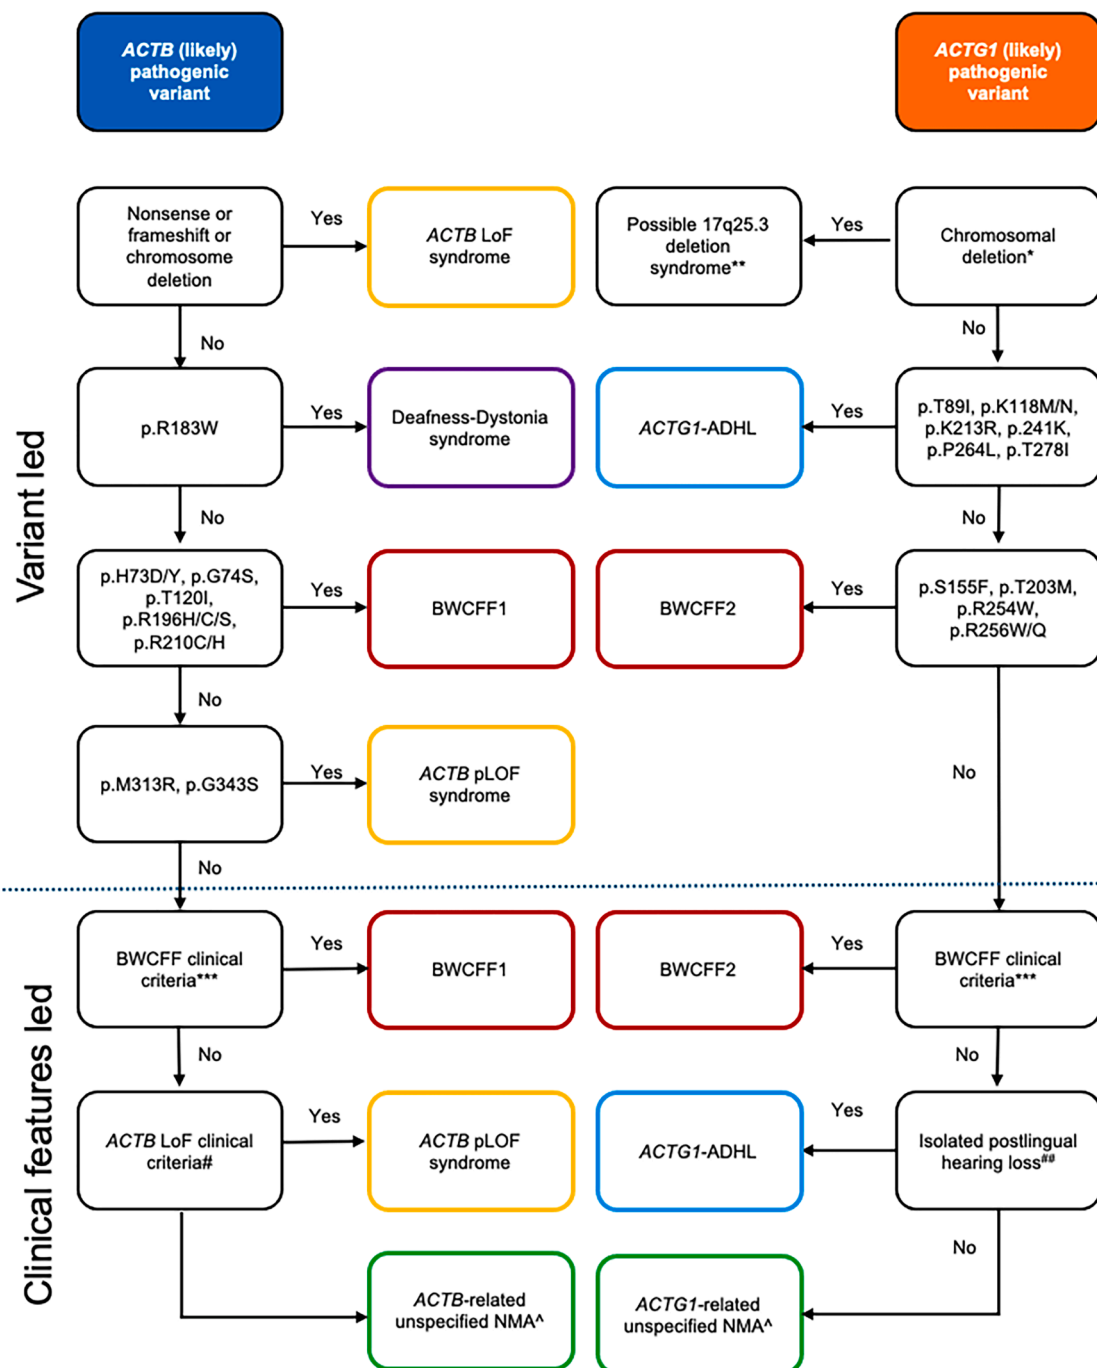 ACTB (likely)
pathogenic
variant
ACTG1 (likely)
pathogenic
variant
Variant led
Nonsense or
frameshift or
chromosome
deletion
Yes
ACTB LoF
syndrome
Possible 17q25.3
deletion
syndrome**
Yes
Chromosomal
deletion*
No
No
p.R183W
Yes
Deafness-Dystonia
syndrome
ACTG1-ADHL
Yes
p.T89I, p.K118M/N,
p.K213R, p.241K,
p.P264L, p.T278I
No
No
p.H73D/Y, p.G74S,
p.T120I,
p.R196H/C/S,
p.R210C/H
Yes
BWCFF1
BWCFF2
Yes
p.S155F, p.T203M,
p.R254W,
p.R256W/Q
No
No
p.M313R, p.G343S
Yes
ACTB pLOF
syndrome
No
Clinical features led
BWCFF clinical
criteria***
Yes
BWCFF1
BWCFF2
Yes
BWCFF clinical
criteria***
No
No
ACTB LoF clinical
criteria#
Yes
ACTB pLOF
syndrome
ACTG1-ADHL
Yes
Isolated postlingual
hearing loss##
No
ACTB-related
unspecified NMA^
ACTG1-related
unspecified NMA^